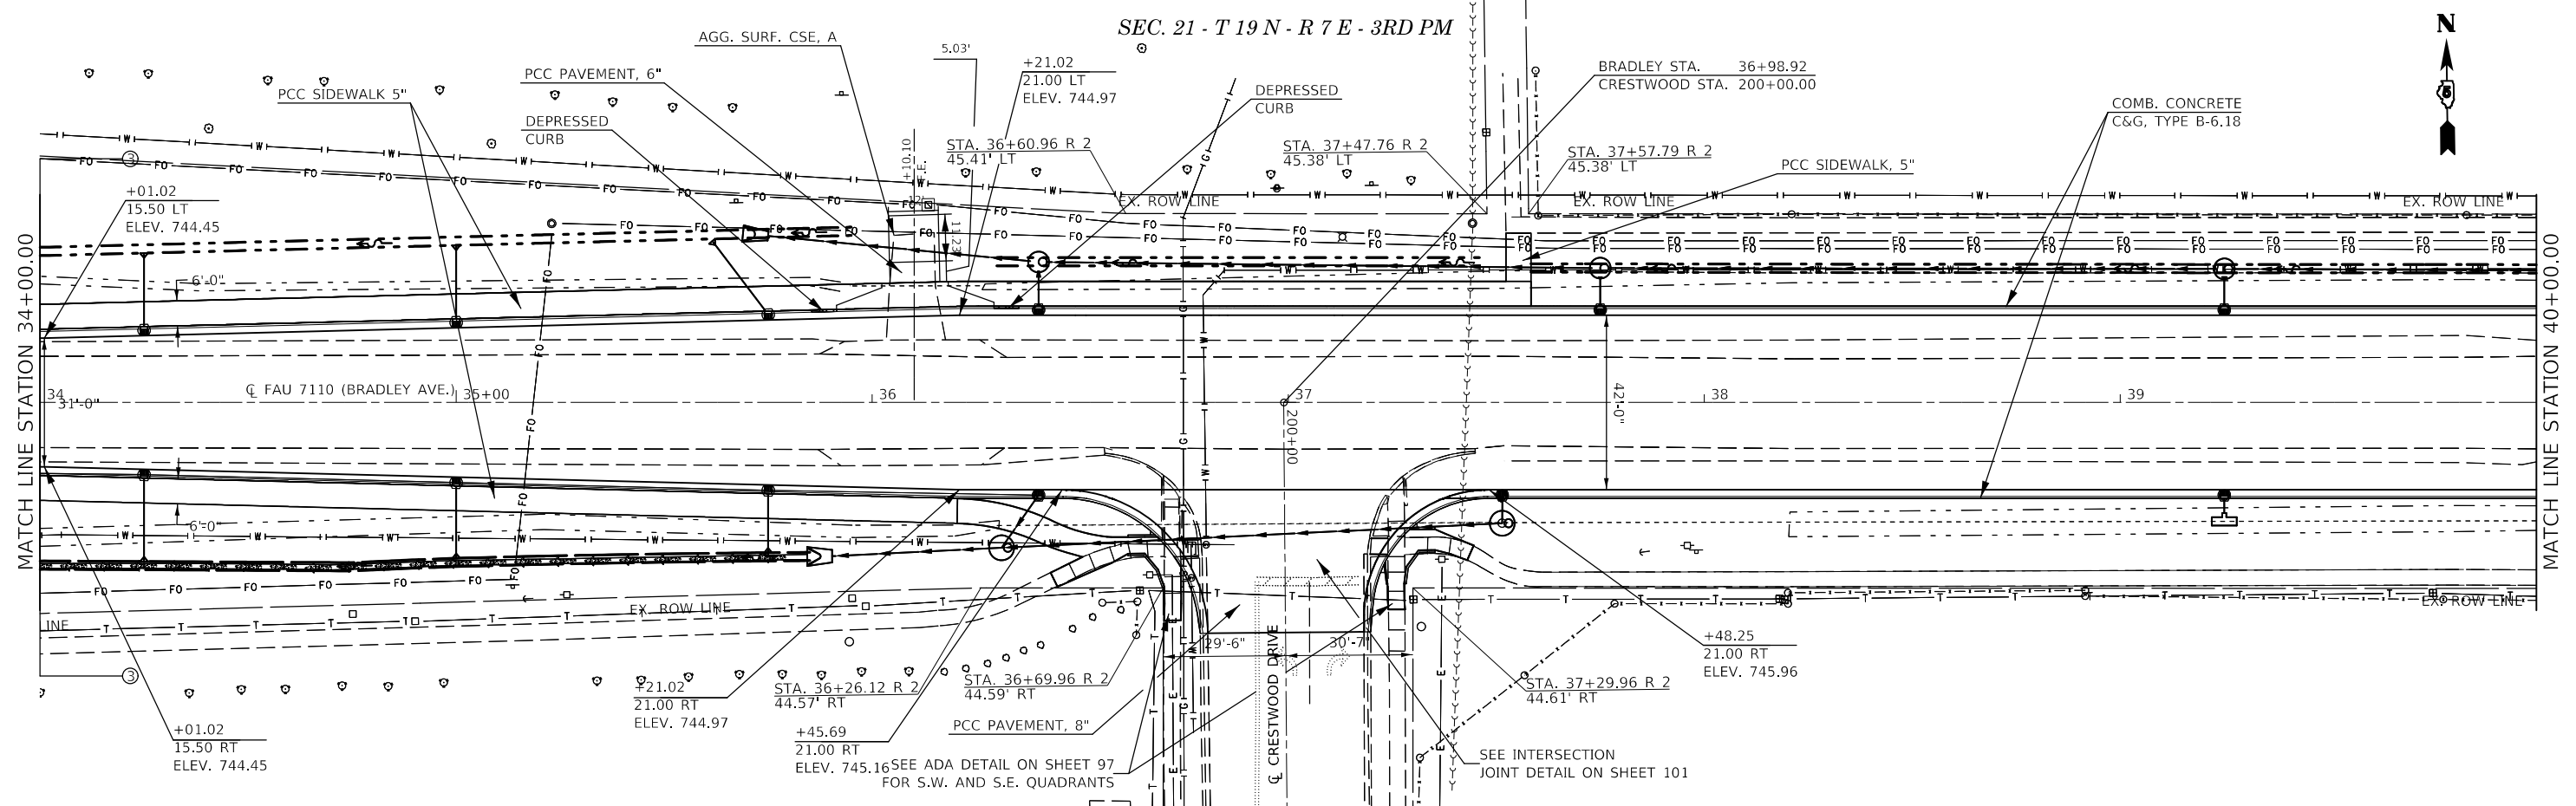 SEC. 21 - T 19 N - R 7 E - 3RD PM
N
AGG. SURF. CSE, A
5.03'
+21.02
21.00 LT
ELEV. 744.97
DEPRESSED
CURB
BRADLEY STA. 36+98.92
CRESTWOOD STA. 200+00.00
COMB. CONCRETE
C&G, TYPE B-6.18
PCC PAVEMENT, 6"
PCC SIDEWALK 5"
DEPRESSED
CURB
+10.10
STA. 36+60.96 R 2
45.41' LT
STA. 37+47.76 R 2
45.38' LT
STA. 37+57.79 R 2
45.38' LT
PCC SIDEWALK, 5"
3
+01.02
15.50 LT
ELEV. 744.45
12'
11.23'
EX. ROW LINE
EX. ROW LINE
EX. ROW LINE
6'-0"
MATCH LINE STATION 34+00.00
MATCH LINE STATION 40+00.00
34
31'-0"
℄ FAU 7110 (BRADLEY AVE.)
35+00
36
37
200+00
42'-0"
38
39
6'-0"
EX. ROW LINE
LINE
EX. ROW LINE
3
29'-6"
30'-7"
℄ CRESTWOOD DRIVE
+48.25
21.00 RT
ELEV. 745.96
+21.02
21.00 RT
ELEV. 744.97
STA. 36+26.12 R 2
44.57' RT
STA. 36+69.96 R 2
44.59' RT
STA. 37+29.96 R 2
44.61' RT
PCC PAVEMENT, 8"
+01.02
15.50 RT
ELEV. 744.45
+45.69
21.00 RT
ELEV. 745.16
SEE ADA DETAIL ON SHEET 97
FOR S.W. AND S.E. QUADRANTS
SEE INTERSECTION
JOINT DETAIL ON SHEET 101